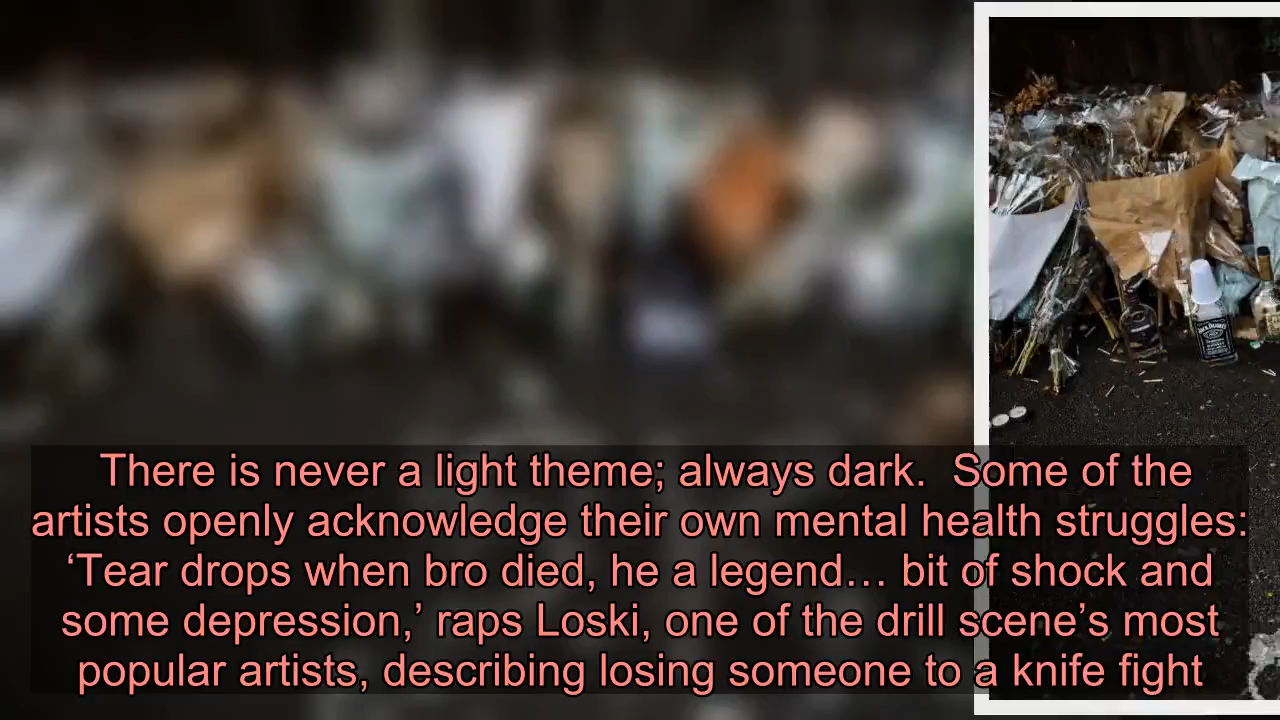 There is never a light theme; always dark.  Some of the
artists openly acknowledge their own mental health struggles:
‘Tear drops when bro died, he a legend… bit of shock and
some depression,’ raps Loski, one of the drill scene’s most
popular artists, describing losing someone to a knife fight
JACK DANIEL'S